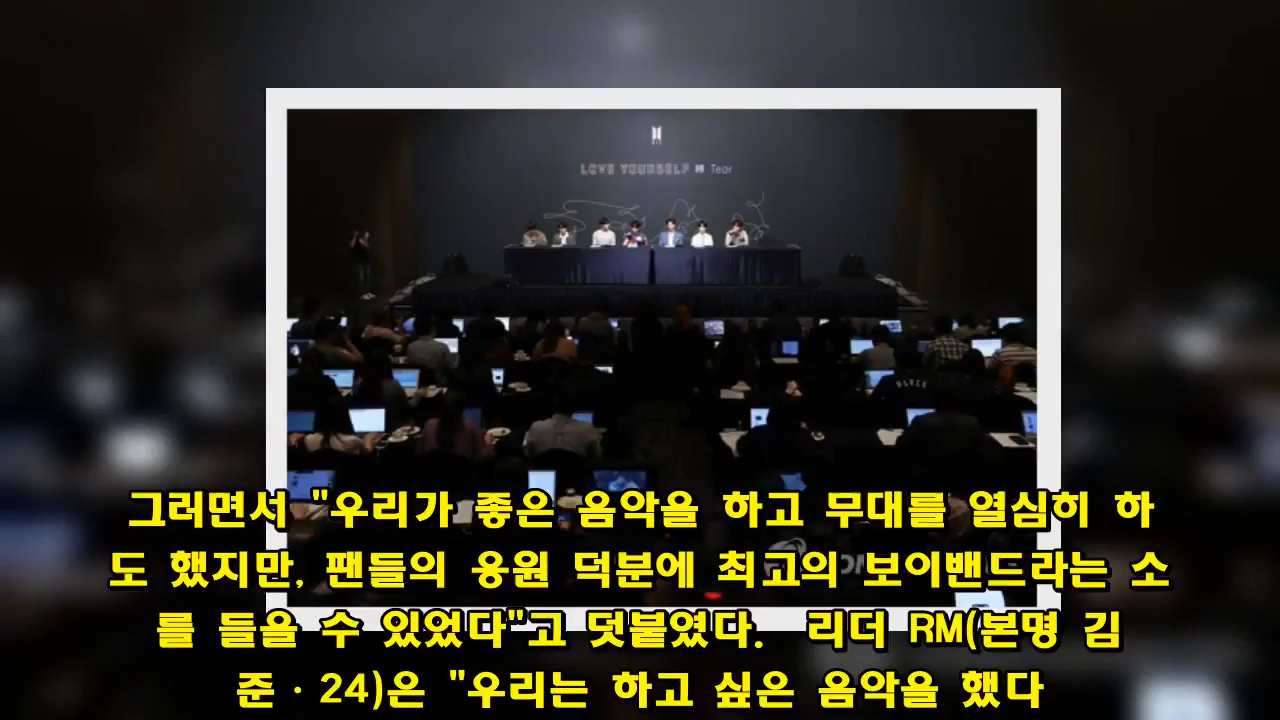 LOVE YOURSELF 轉 Tear
그러면서 "우리가 좋은 음악을 하고 무대를 열심히 하
도 했지만, 팬들의 응원 덕분에 최고의 보이밴드라는 소
를 들을 수 있었다"고 덧붙였다. 리더 RM(본명 김
준·24)은 "우리는 하고 싶은 음악을 했다